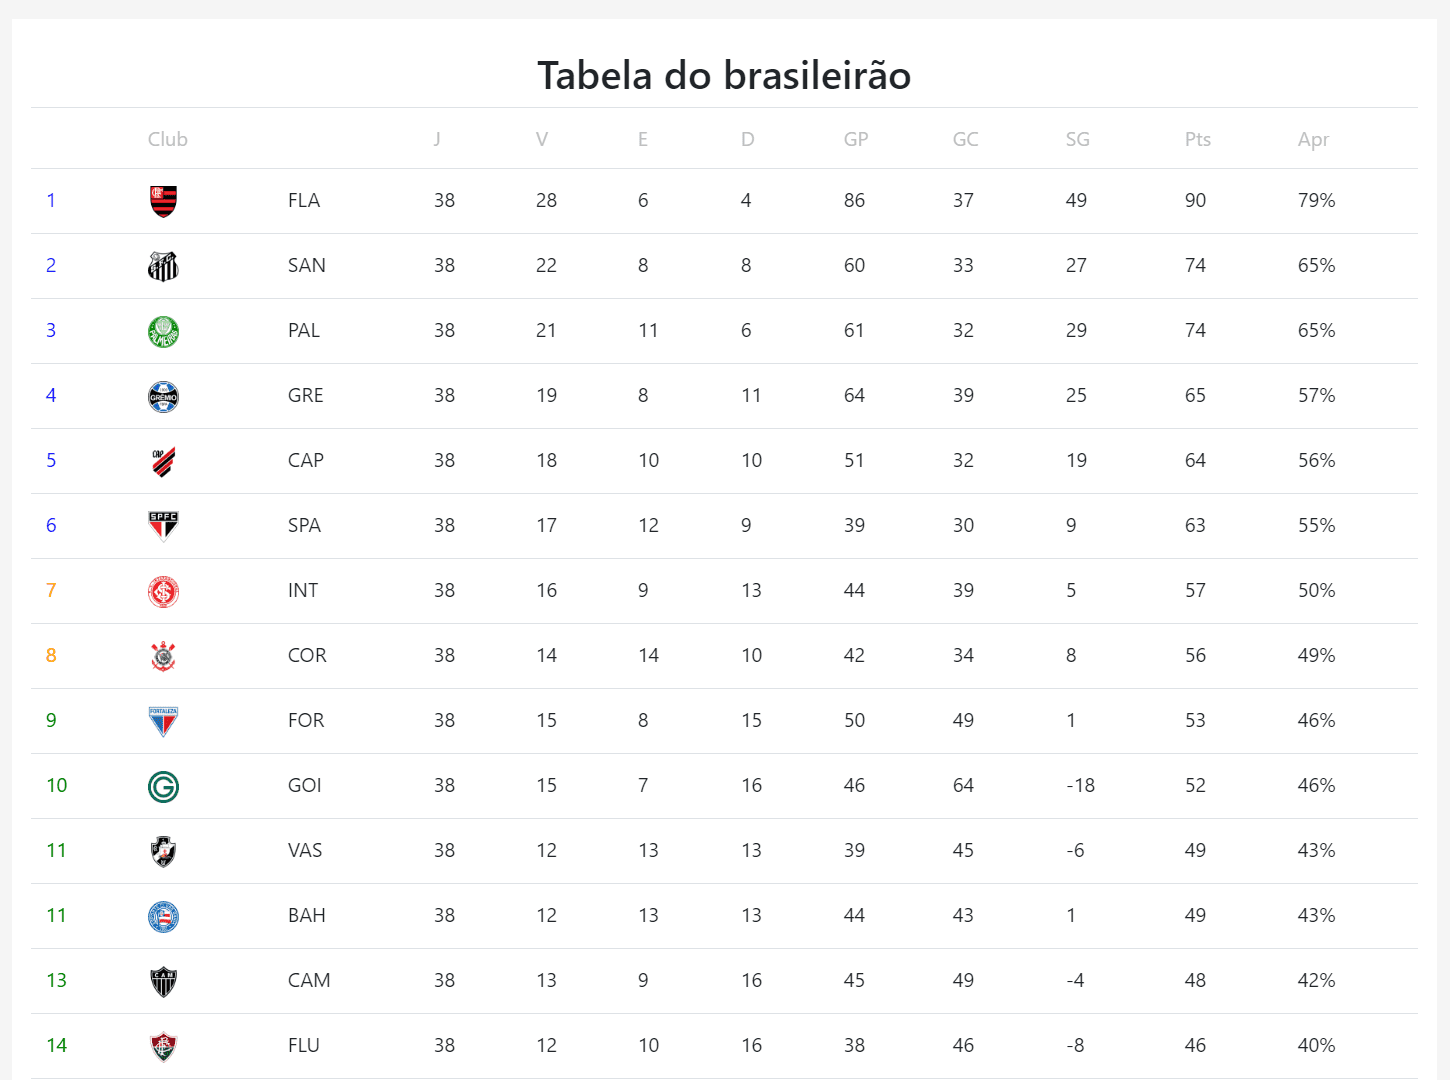 Tabela do brasileirão
Club J V E D GP GC SG Pts Apr
1 FLA 38 28 6 4 86 37 49 90 79%
2 SAN 38 22 8 8 60 33 27 74 65%
3 PALMEIRAS PAL 38 21 11 6 61 32 29 74 65%
4 GRÊMIO GRE 38 19 8 11 64 39 25 65 57%
5 CAP CAP 38 18 10 10 51 32 19 64 56%
6 SPFC SPA 38 17 12 9 39 30 9 63 55%
7 INT 38 16 9 13 44 39 5 57 50%
8 COR 38 14 14 10 42 34 8 56 49%
9 FORTALEZA FOR 38 15 8 15 50 49 1 53 46%
10 G GOI 38 15 7 16 46 64 -18 52 46%
11 VAS 38 12 13 13 39 45 -6 49 43%
11 BAH 38 12 13 13 44 43 1 49 43%
13 CAM CAM 38 13 9 16 45 49 -4 48 42%
14 FLU 38 12 10 16 38 46 -8 46 40%